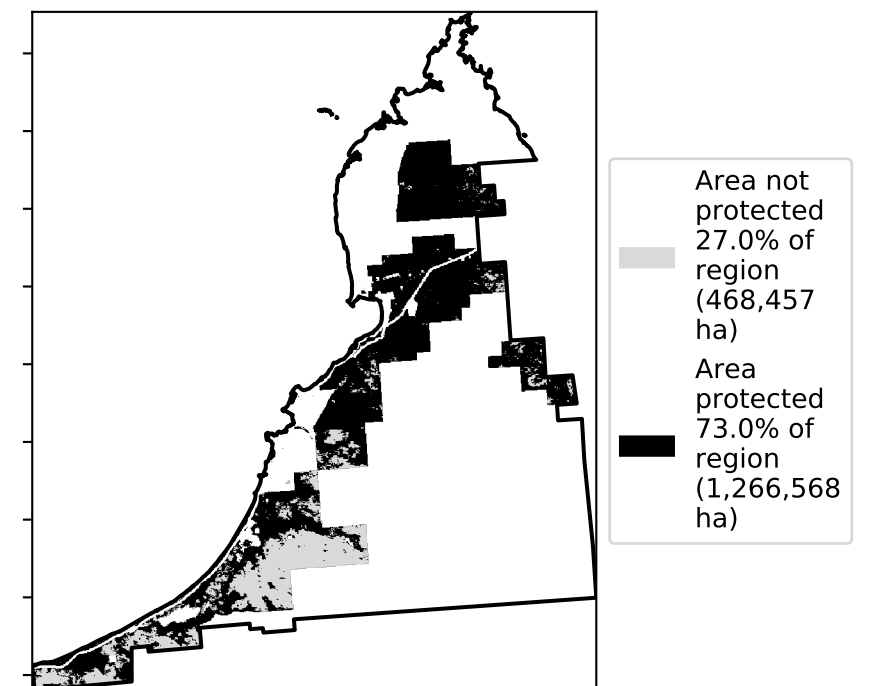 Area not
protected
27.0% of
region
(468,457
ha)
Area
protected
73.0% of
region
(1,266,568
ha)